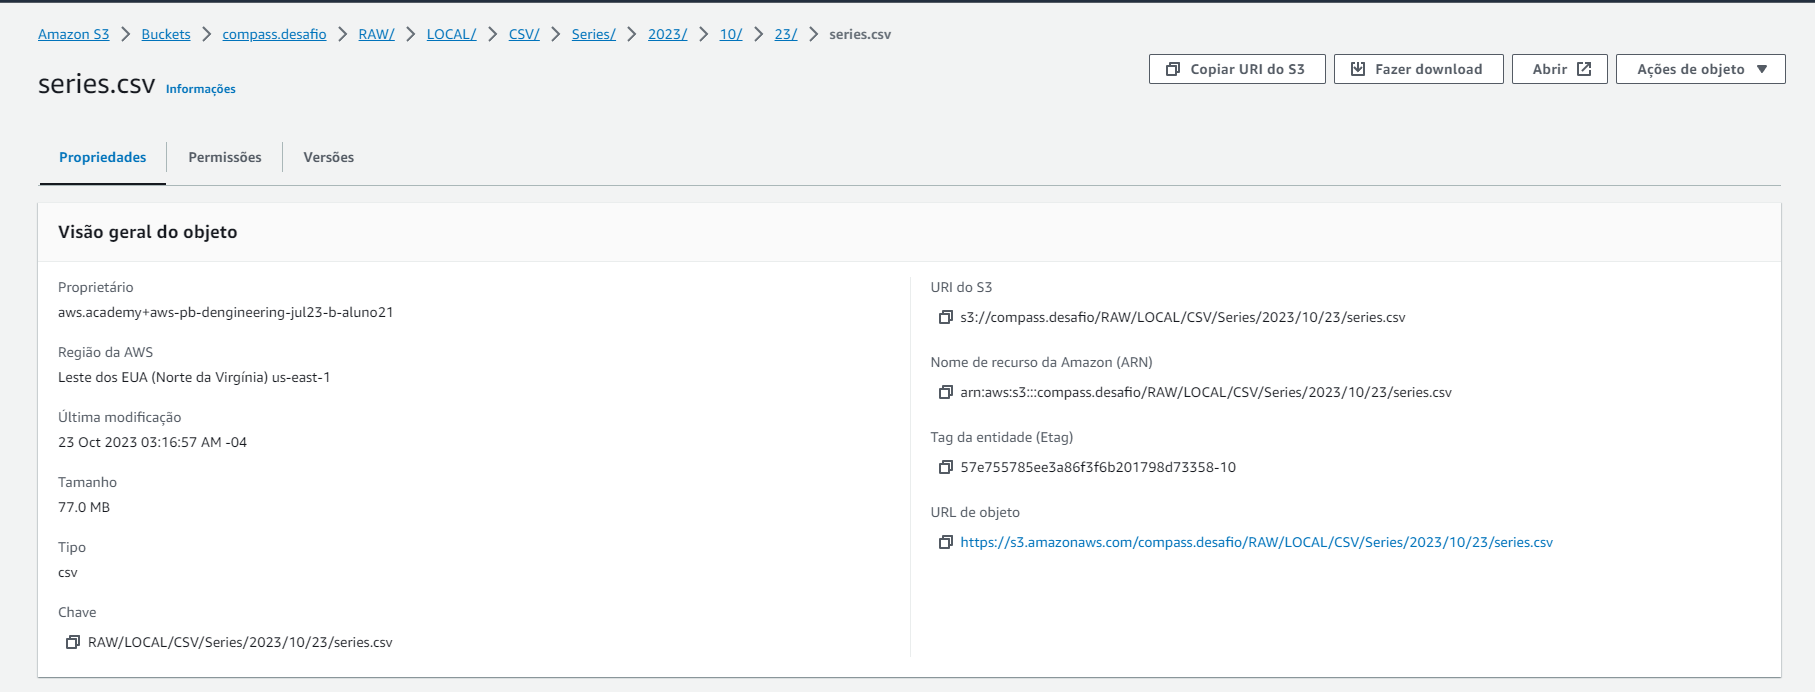 Amazon S3 > Buckets > compass.desafio > RAW/ > LOCAL/ > CSV/ > Series/ > 2023/ > 10/ > 23/ > series.csv
series.csv Informações
Copiar URI do S3 Fazer download Abrir Ações de objeto
Propriedades Permissões Versões
Visão geral do objeto
Proprietário
aws.academy+aws-pb-dengineering-jul23-b-aluno21
Região da AWS
Leste dos EUA (Norte da Virgínia) us-east-1
Última modificação
23 Oct 2023 03:16:57 AM -04
Tamanho
77.0 MB
Tipo
csv
Chave
RAW/LOCAL/CSV/Series/2023/10/23/series.csv
URI do S3
s3://compass.desafio/RAW/LOCAL/CSV/Series/2023/10/23/series.csv
Nome de recurso da Amazon (ARN)
arn:aws:s3:::compass.desafio/RAW/LOCAL/CSV/Series/2023/10/23/series.csv
Tag da entidade (Etag)
57e755785ee3a86f3f6b201798d73358-10
URL de objeto
https://s3.amazonaws.com/compass.desafio/RAW/LOCAL/CSV/Series/2023/10/23/series.csv